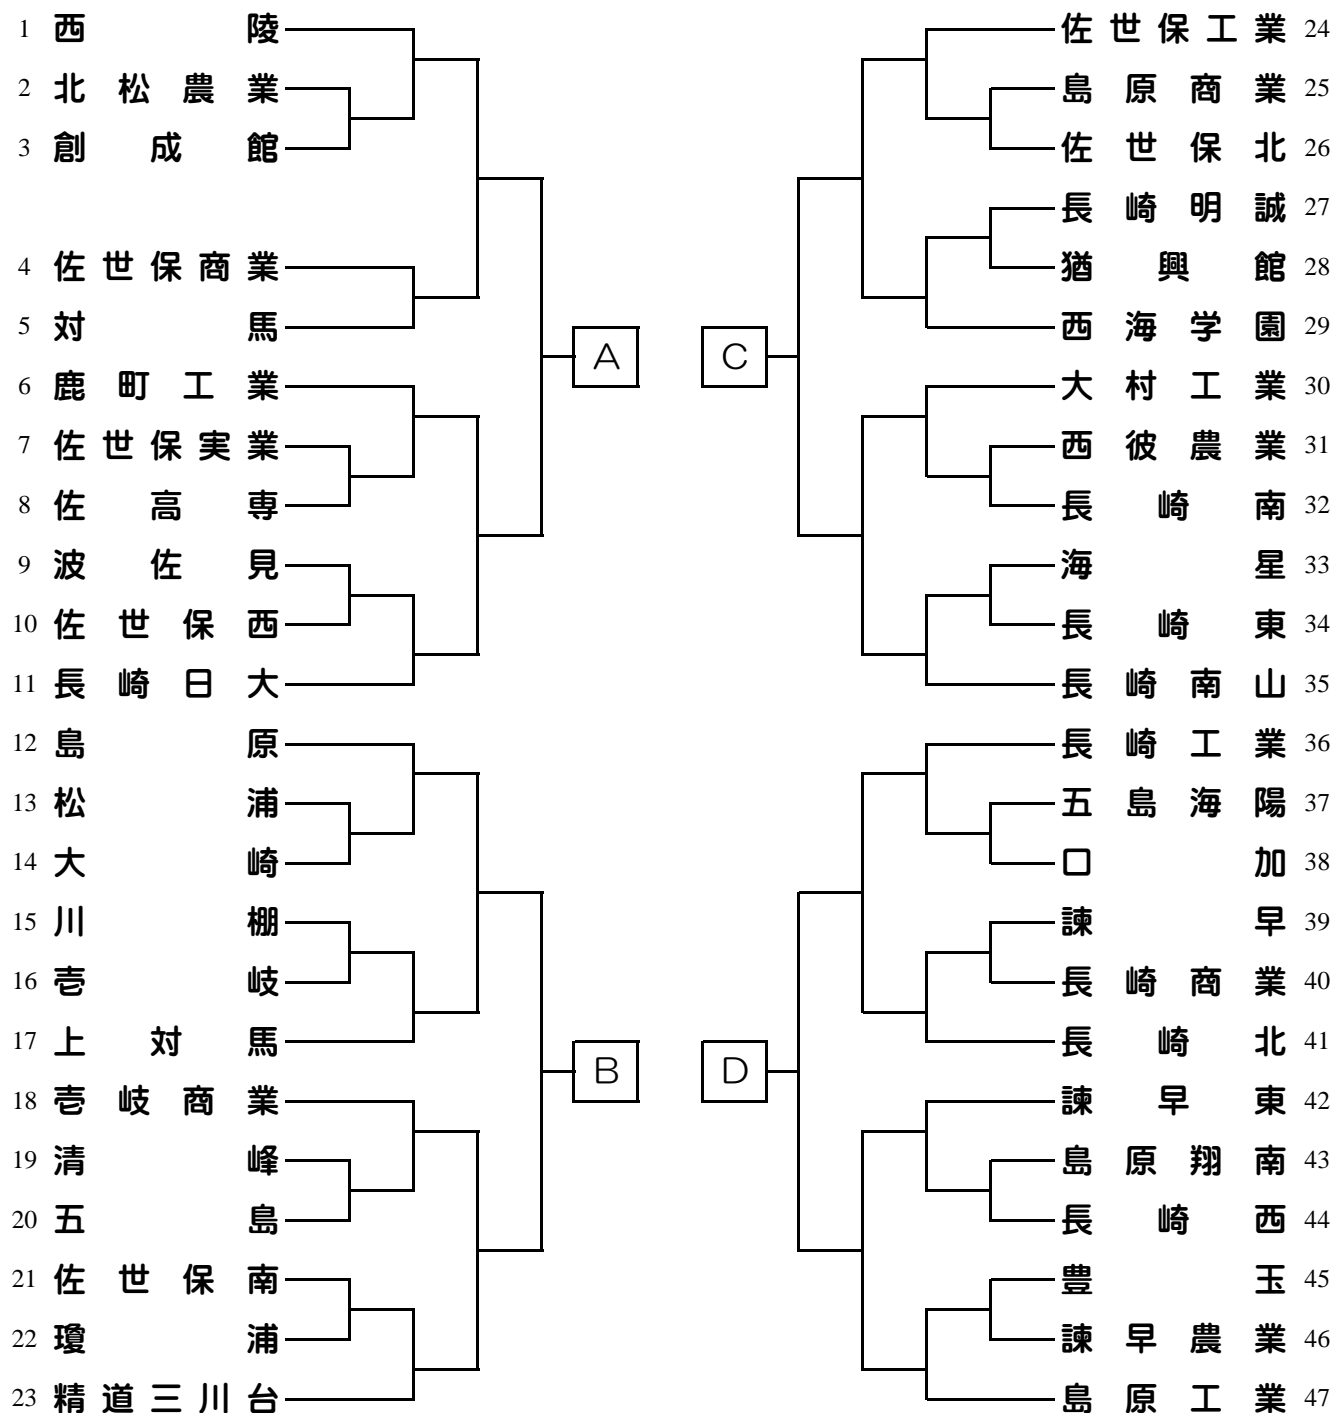 1 西陵
2 北松農業
3 創成館
4 佐世保商業
5 対馬
6 鹿町工業
7 佐世保実業
8 佐高専
9 波佐見
10 佐世保西
11 長崎日大
12 島原
13 松浦
14 大崎
15 川棚
16 壱岐
17 上対馬
18 壱岐商業
19 清峰
20 五島
21 佐世保南
22 瓊浦
23 精道三川台
A
B
C
D
佐世保工業 24
島原商業 25
佐世保北 26
長崎明誠 27
猶興館 28
西海学園 29
大村工業 30
西彼農業 31
長崎南 32
海星 33
長崎東 34
長崎南山 35
長崎工業 36
五島海陽 37
口加 38
諫早 39
長崎商業 40
長崎北 41
諫早東 42
島原翔南 43
長崎西 44
豊玉 45
諫早農業 46
島原工業 47